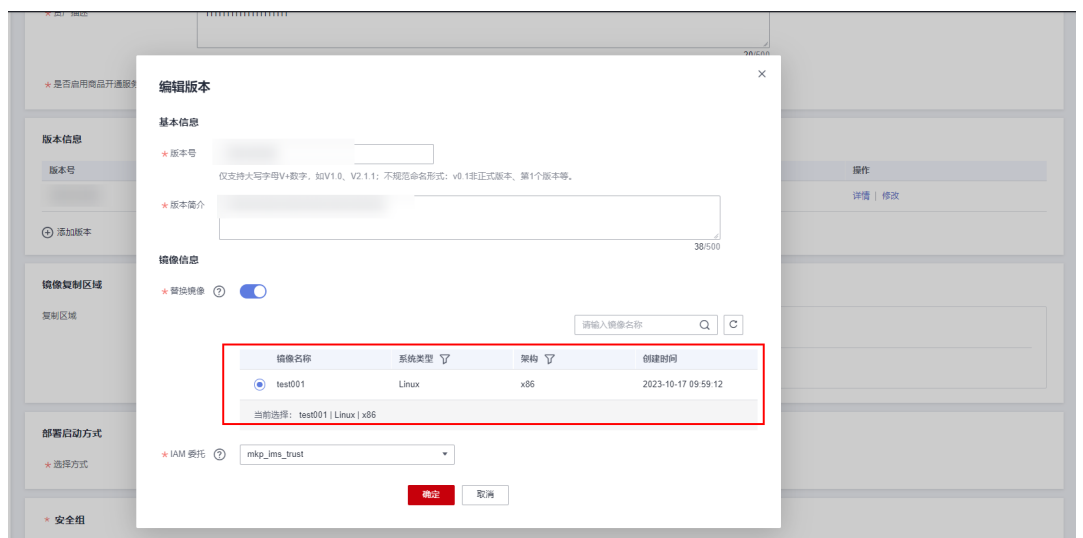 20/500
* 是否启用商品开通服务
编辑版本
基本信息
版本信息
* 版本号
版本号
操作
仅支持大写字母V+数字，如V1.0、V2.1.1；不规范命名形式：v0.1非正式版本、第1个版本等。
详情 | 修改
* 版本简介
添加版本
38/500
镜像信息
镜像复制区域
* 替换镜像
复制区域
请输入镜像名称
镜像名称 系统类型 架构 创建时间
test001 Linux x86 2023-10-17 09:59:12
当前选择： test001 | Linux | x86
部署启动方式
* IAM 委托 mkp_ims_trust
* 选择方式
确定 取消
* 安全组